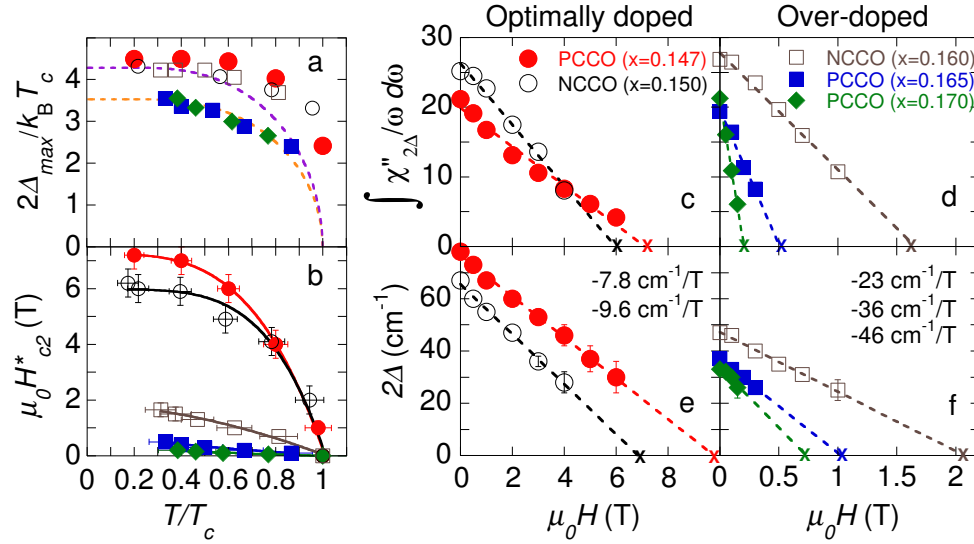 Optimally doped
Over-doped
2Δmax/kB Tc
4
3
2
1
0
a
∫ χ''2Δ/ω dω
30
20
10
0
PCCO (x=0.147)
NCCO (x=0.150)
c
NCCO (x=0.160)
PCCO (x=0.165)
PCCO (x=0.170)
d
μ0H*c2 (T)
6
4
2
0
b
0.2 0.4 0.6 0.8 1
T/Tc
2Δ (cm-1)
60
40
20
0
-7.8 cm-1/T
-9.6 cm-1/T
e
0 2 4 6 8
μ0H (T)
-23 cm-1/T
-36 cm-1/T
-46 cm-1/T
f
0 0.5 1 1.5 2
μ0H (T)